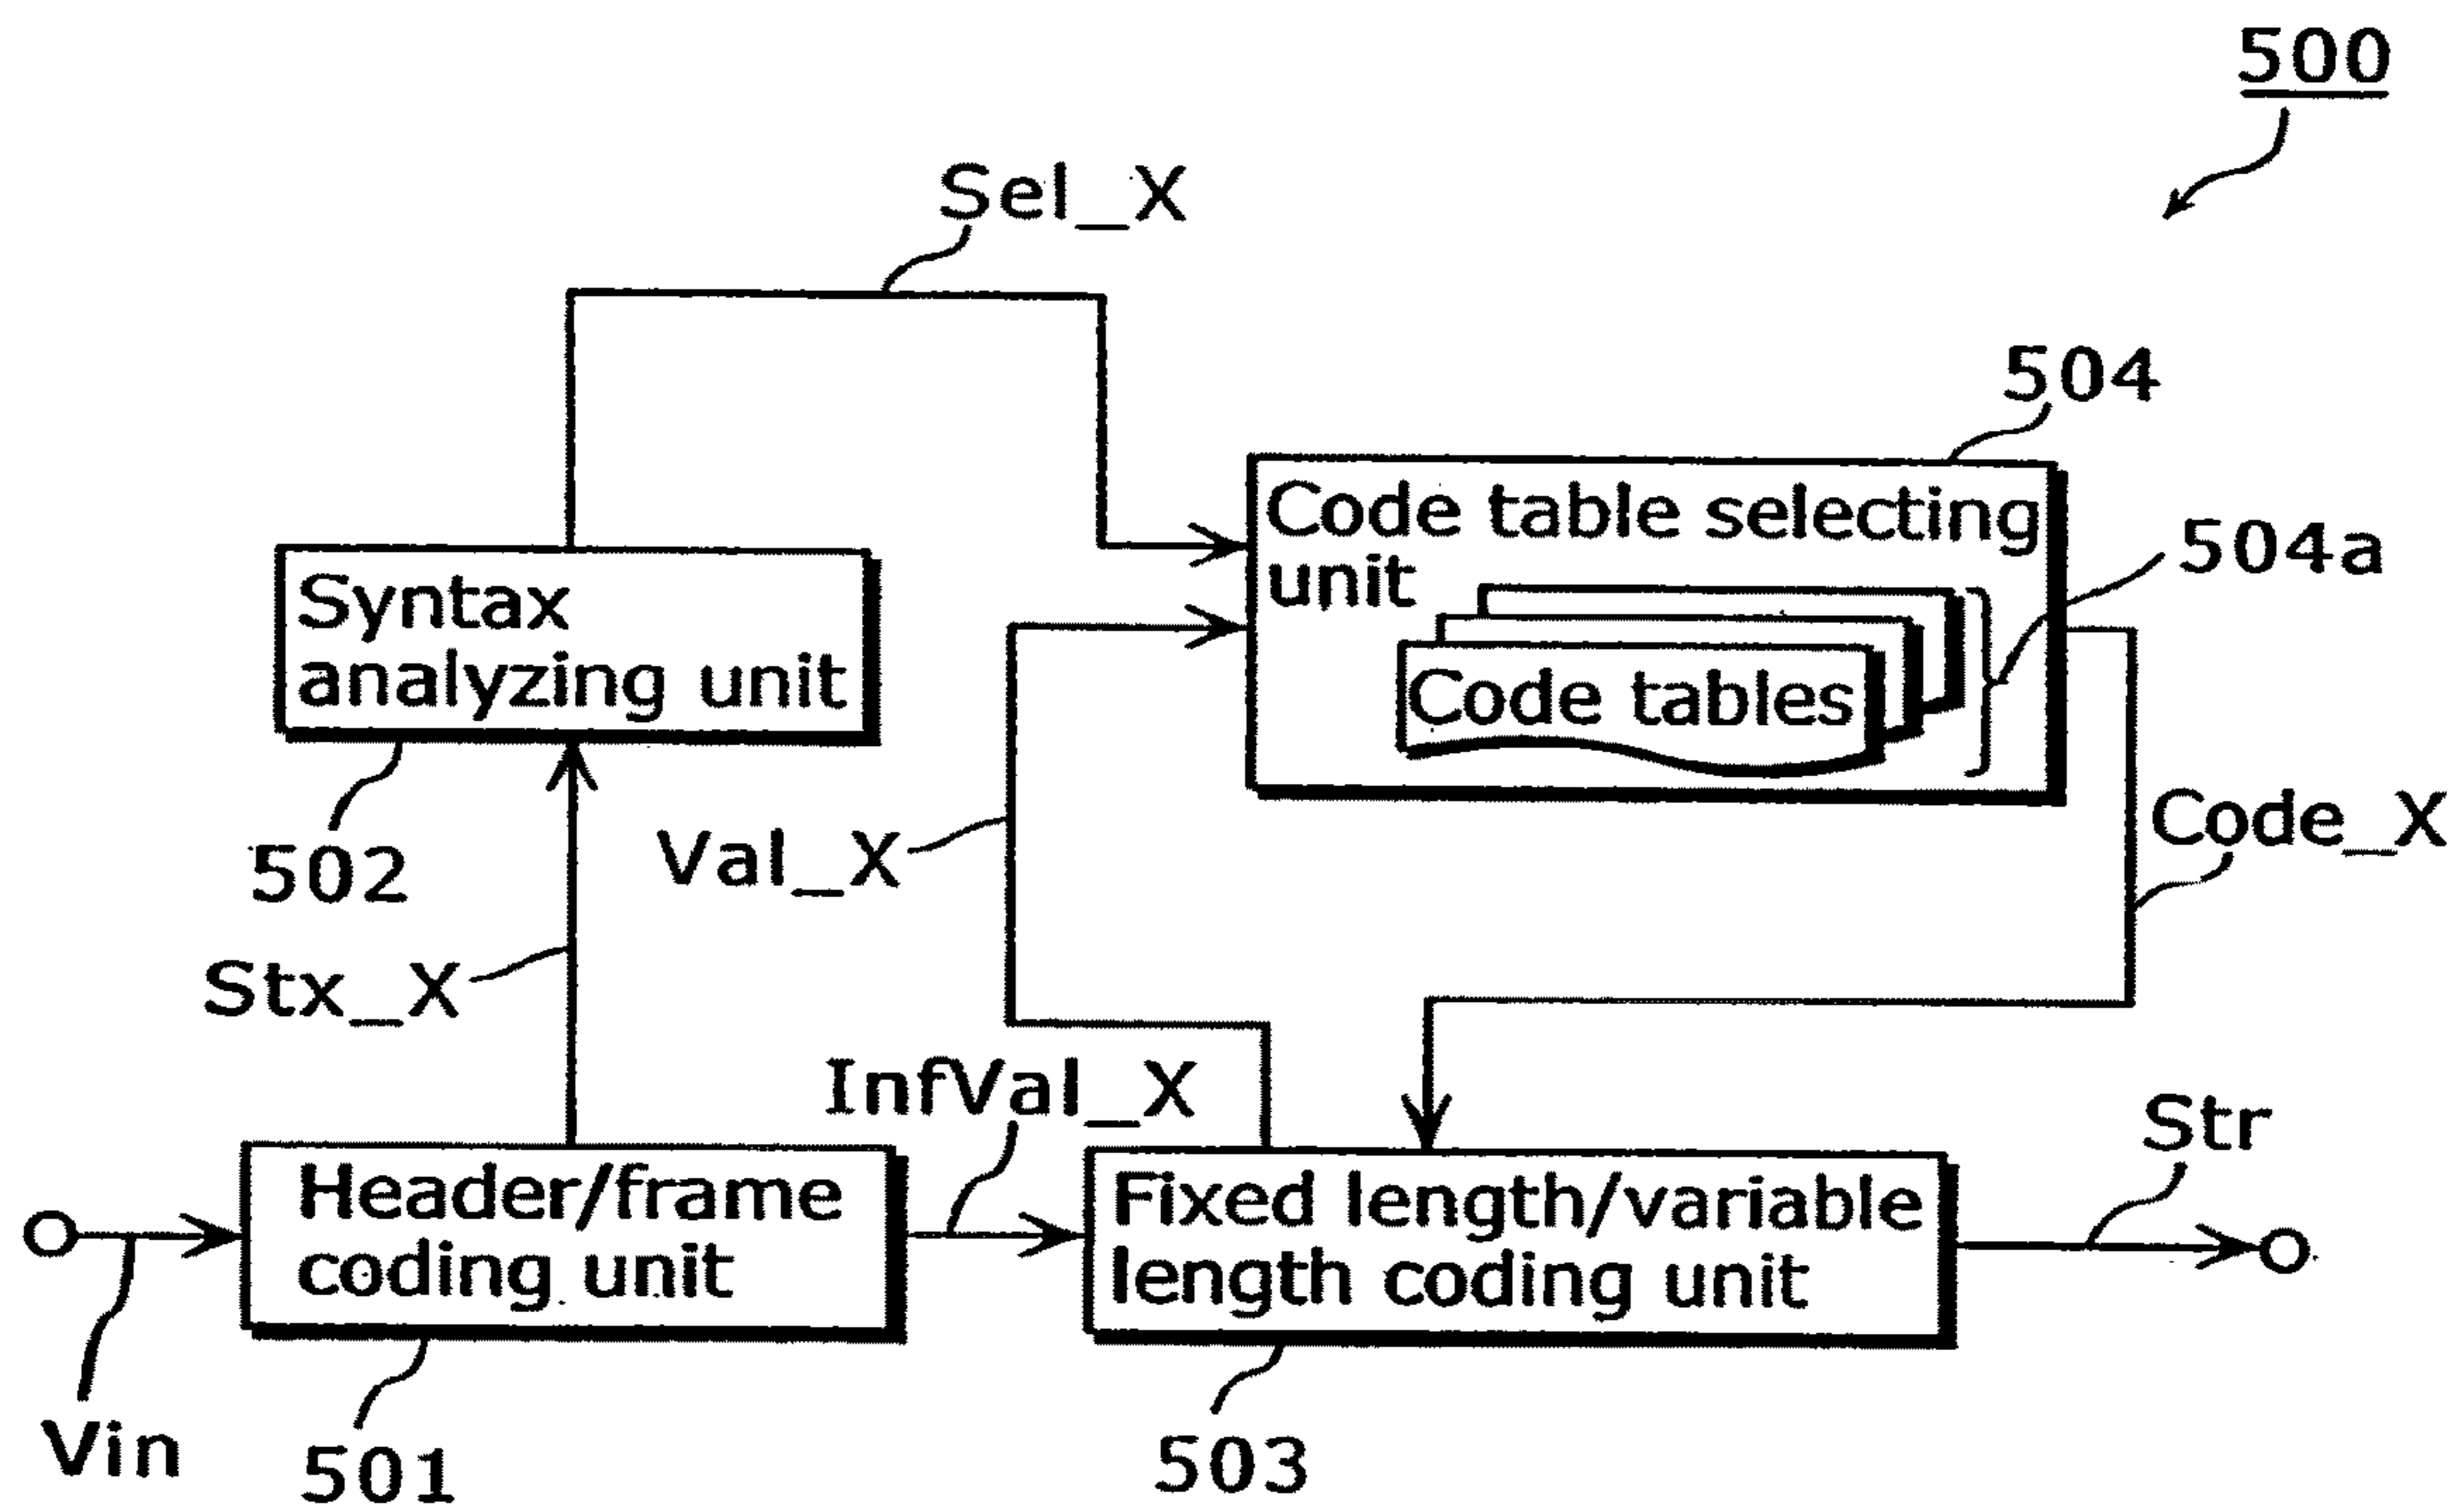 500
Sel_X
504
Code table selecting
unit
504a
Syntax
analyzing unit
Code tables
502
Val_X
Code_X
Stx_X
InfVal_X
Str
Header/frame
coding unit
Fixed length/variable
length coding unit
Vin
501
503